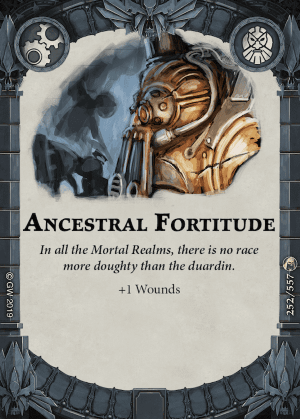 ANCESTRAL FORTITUDE
In all the Mortal Realms, there is no race
more doughty than the duardin.
+1 Wounds
© GW 2019
252/557